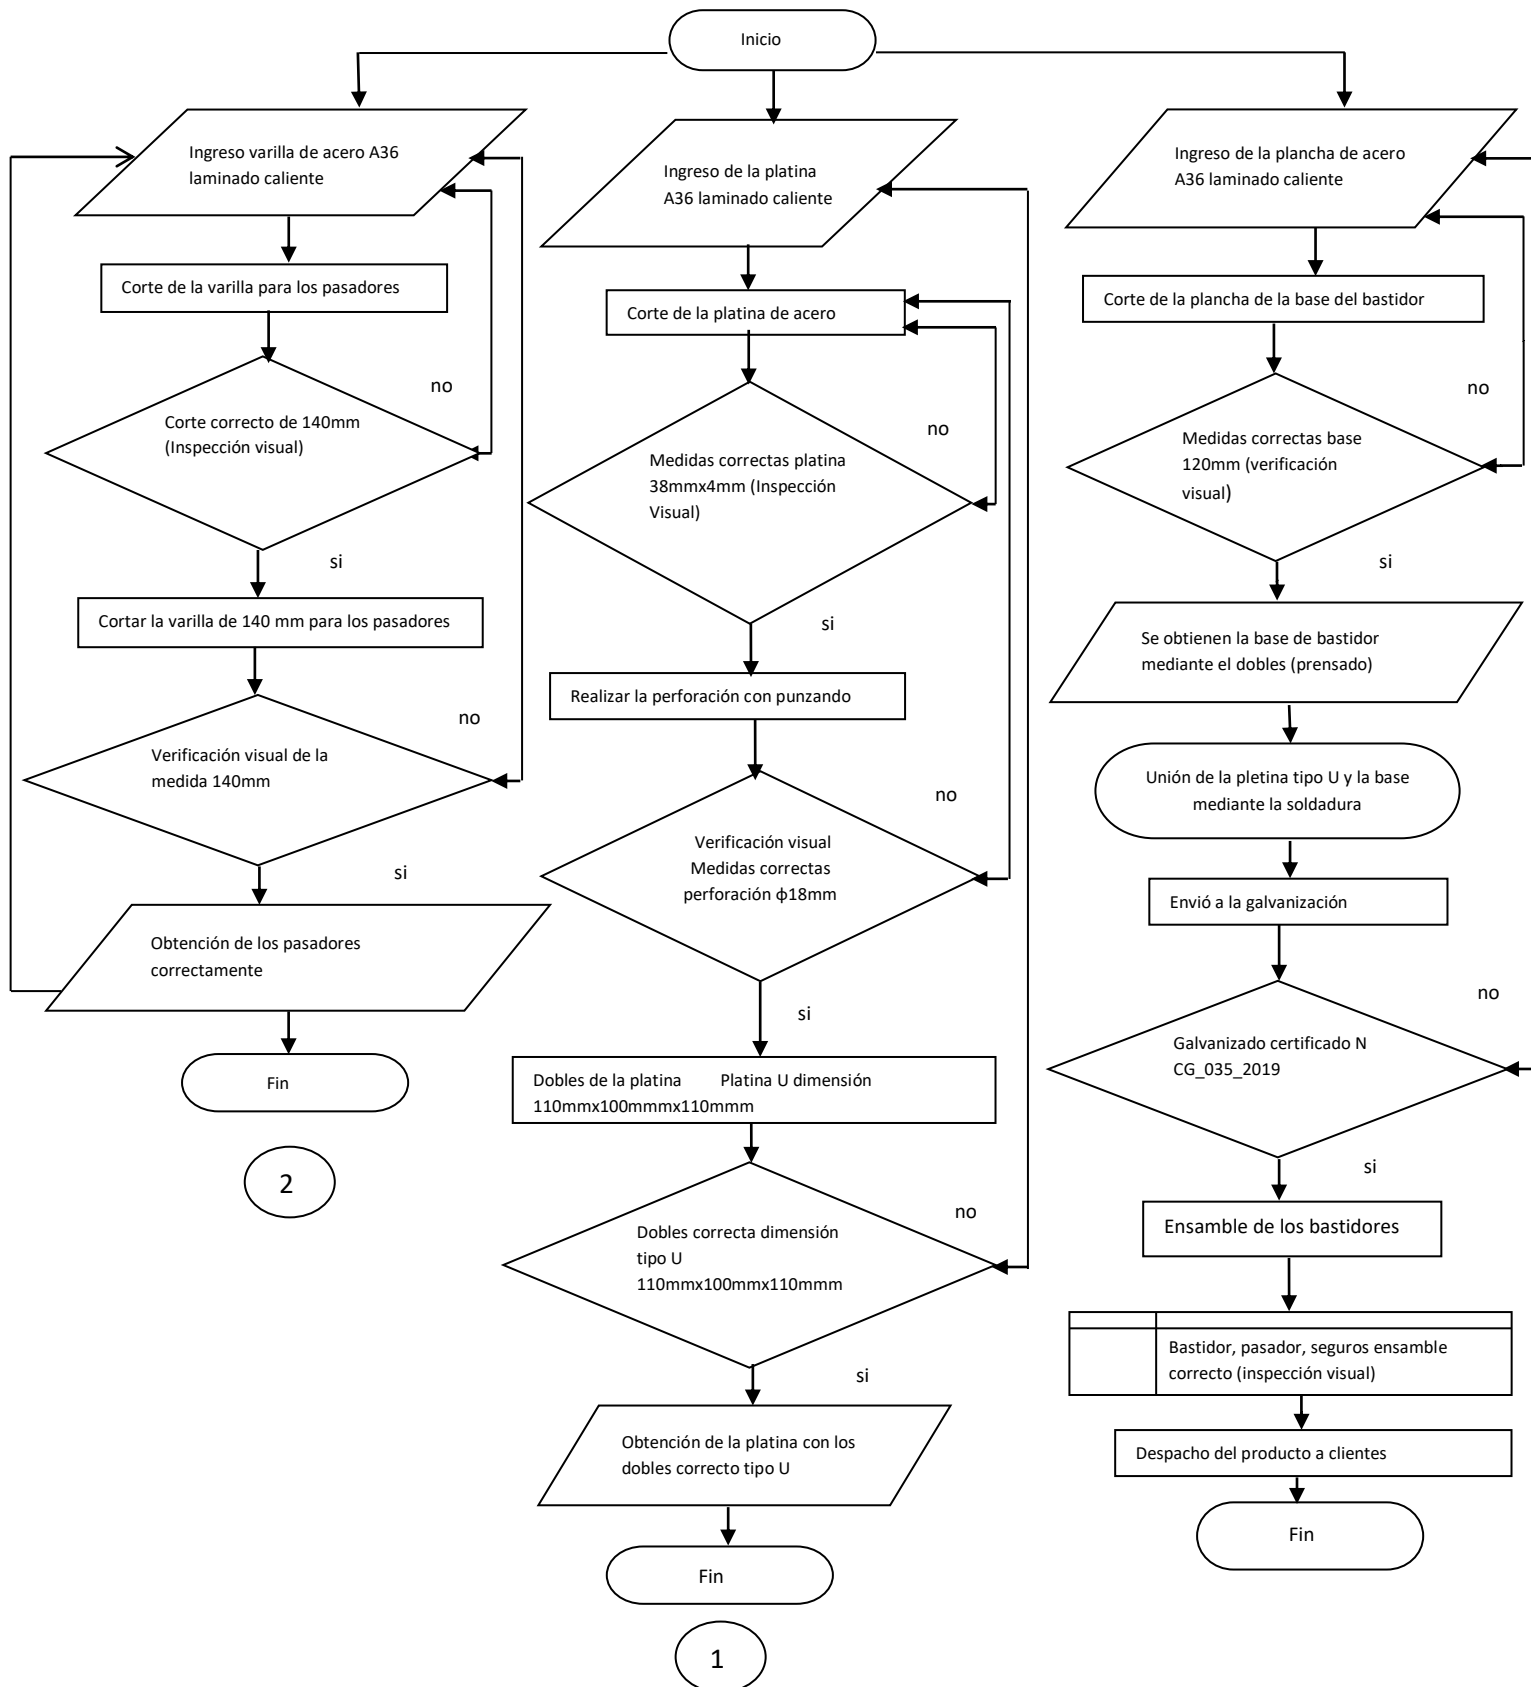 Inicio
Ingreso varilla de acero A36
laminado caliente
Corte de la varilla para los pasadores
no
Corte correcto de 140mm
(Inspección visual)
si
Cortar la varilla de 140 mm para los pasadores
no
Verificación visual de la
medida 140mm
si
Obtención de los pasadores
correctamente
Fin
2
Ingreso de la platina
A36 laminado caliente
Corte de la platina de acero
no
Medidas correctas platina
38mmx4mm (Inspección
Visual)
si
Realizar la perforación con punzando
no
Verificación visual
Medidas correctas
perforación ф18mm
si
Dobles de la platina Platina U dimensión
110mmx100mmmx110mmm
no
Dobles correcta dimensión
tipo U
110mmx100mmx110mmm
si
Obtención de la platina con los
dobles correcto tipo U
Fin
1
Ingreso de la plancha de acero
A36 laminado caliente
Corte de la plancha de la base del bastidor
no
Medidas correctas base
120mm (verificación
visual)
si
Se obtienen la base de bastidor
mediante el dobles (prensado)
Unión de la pletina tipo U y la base
mediante la soldadura
Envió a la galvanización
no
Galvanizado certificado N
CG_035_2019
si
Ensamble de los bastidores
Bastidor, pasador, seguros ensamble
correcto (inspección visual)
Despacho del producto a clientes
Fin